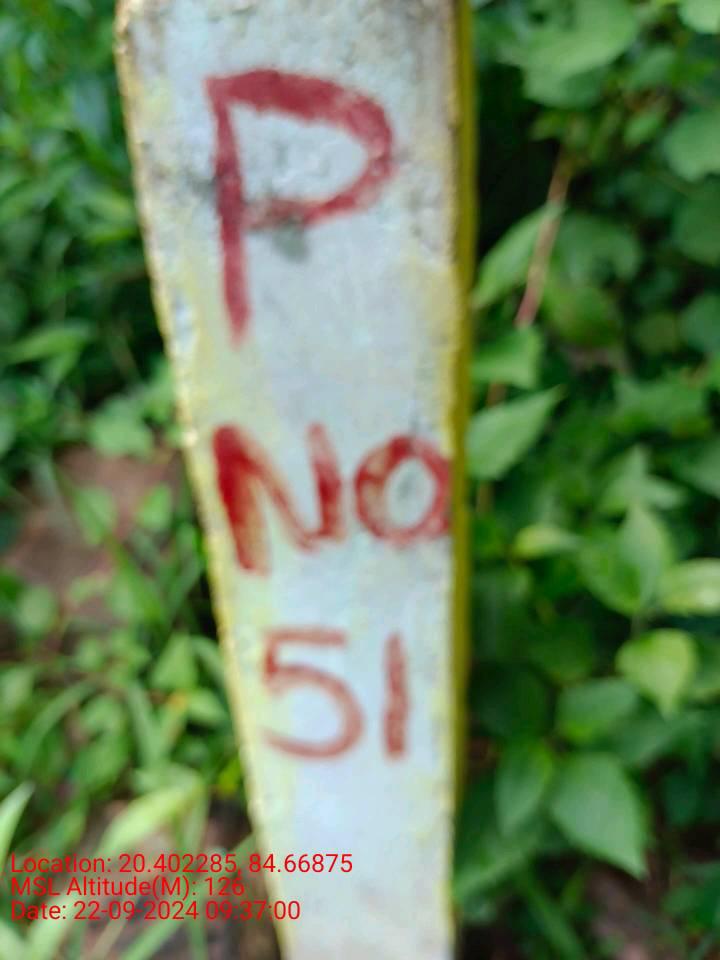 P
NO
51
Location: 20.402285, 84.66875
MSL Altitude(M): 126
Date: 22-09-2024 09:37:00